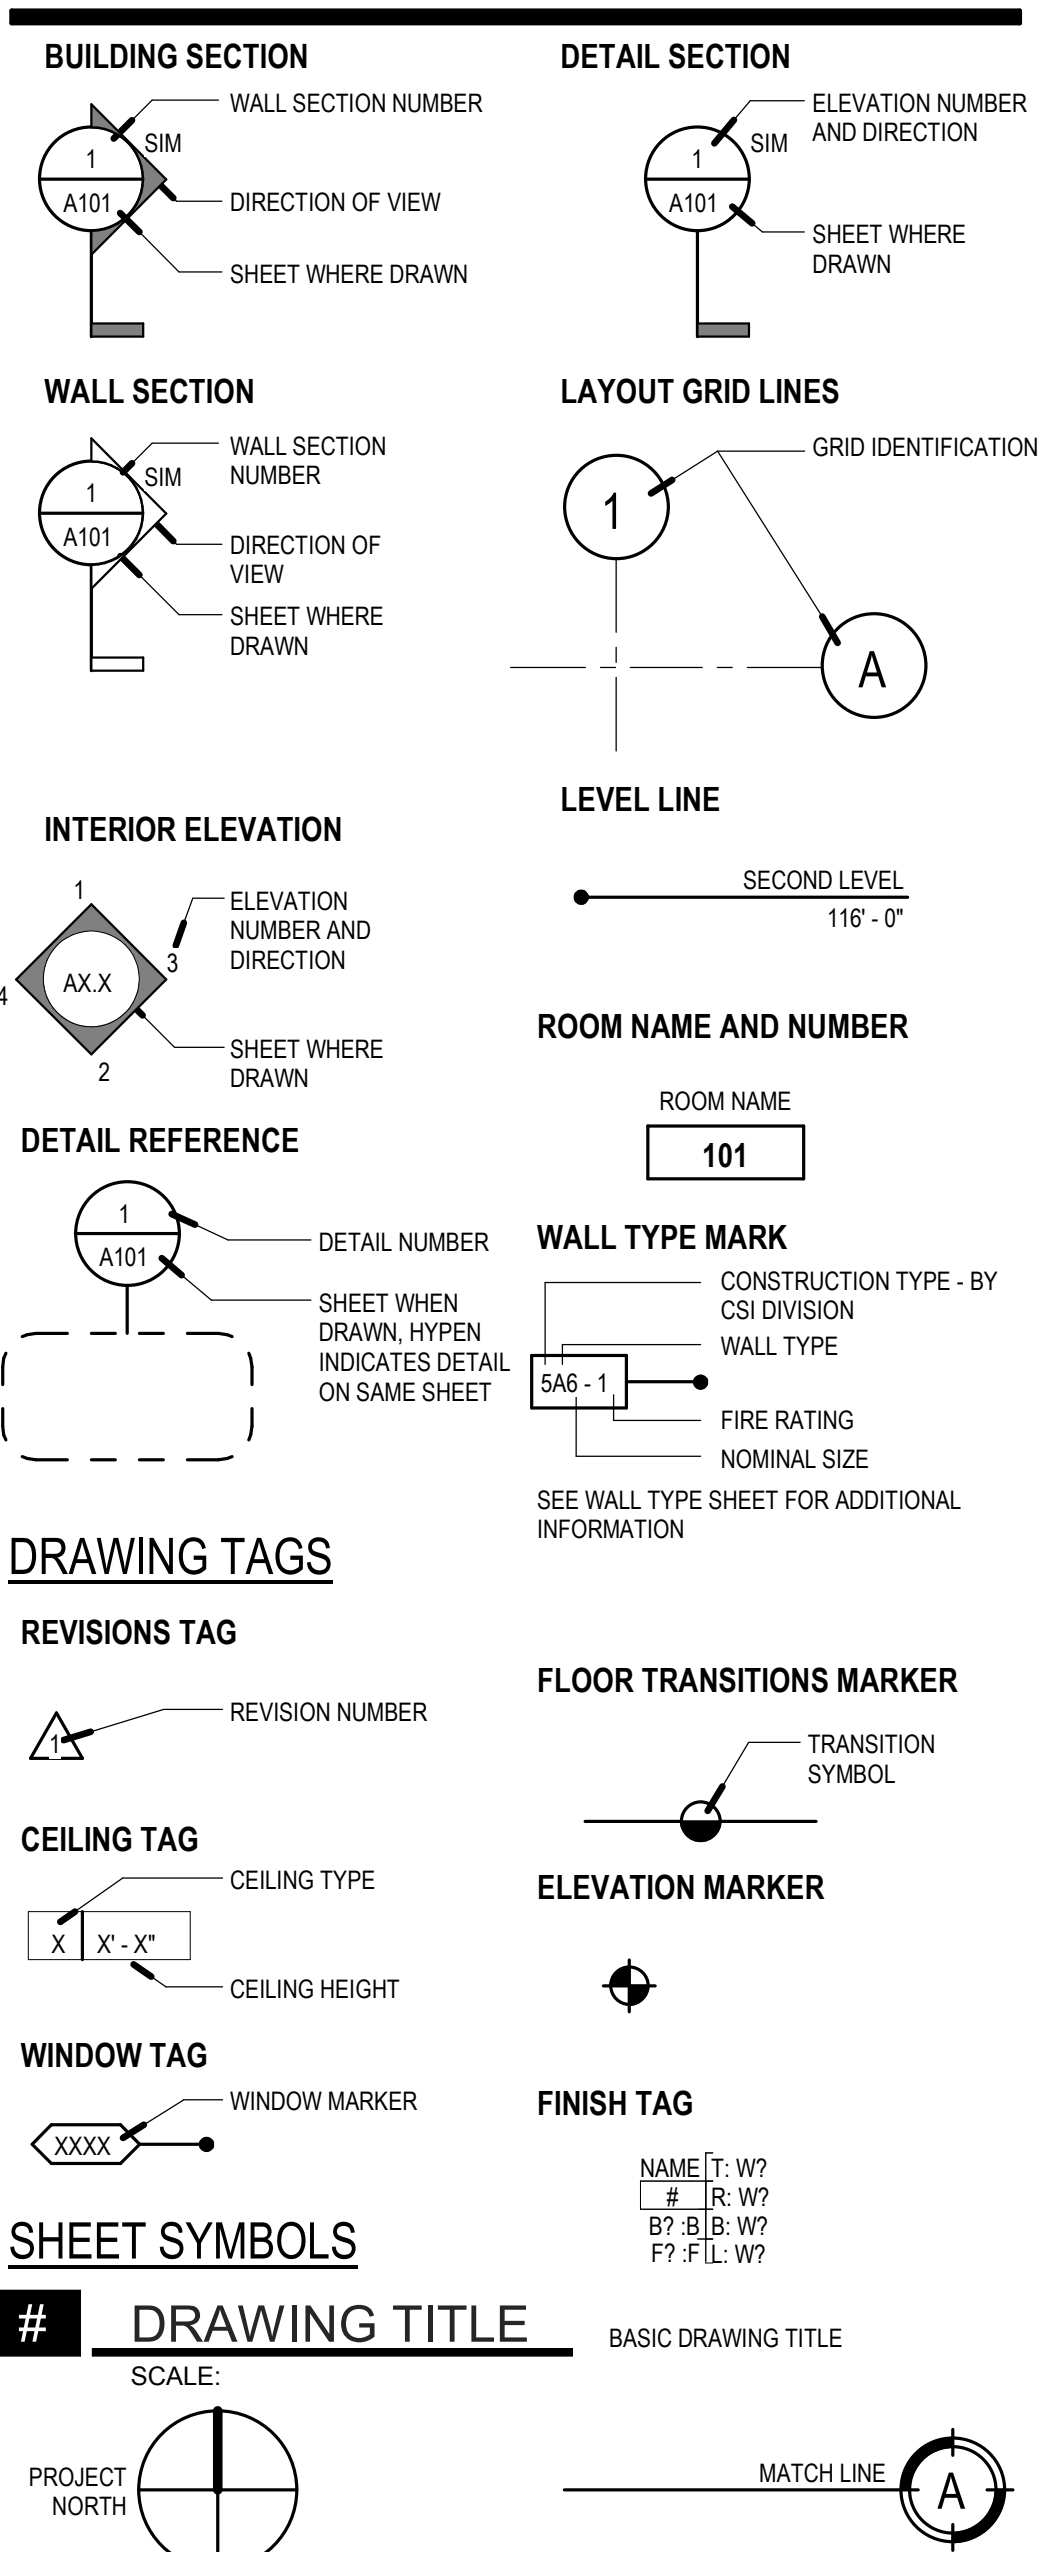 BUILDING SECTION
WALL SECTION NUMBER
SIM
1
A101
DIRECTION OF VIEW
SHEET WHERE DRAWN
DETAIL SECTION
ELEVATION NUMBER
AND DIRECTION
SIM
1
A101
SHEET WHERE
DRAWN
WALL SECTION
WALL SECTION
NUMBER
SIM
1
A101
DIRECTION OF
VIEW
SHEET WHERE
DRAWN
LAYOUT GRID LINES
GRID IDENTIFICATION
1
A
INTERIOR ELEVATION
1
ELEVATION
NUMBER AND
DIRECTION
3
AX.X
4
SHEET WHERE
DRAWN
2
LEVEL LINE
SECOND LEVEL
116' - 0"
ROOM NAME AND NUMBER
ROOM NAME
101
DETAIL REFERENCE
1
A101
DETAIL NUMBER
SHEET WHEN
DRAWN, HYPEN
INDICATES DETAIL
ON SAME SHEET
WALL TYPE MARK
CONSTRUCTION TYPE - BY
CSI DIVISION
WALL TYPE
5A6 - 1
FIRE RATING
NOMINAL SIZE
SEE WALL TYPE SHEET FOR ADDITIONAL
INFORMATION
DRAWING TAGS
REVISIONS TAG
REVISION NUMBER
1
FLOOR TRANSITIONS MARKER
TRANSITION
SYMBOL
CEILING TAG
CEILING TYPE
X X' - X"
CEILING HEIGHT
ELEVATION MARKER
WINDOW TAG
WINDOW MARKER
XXXX
FINISH TAG
NAME T: W?
# R: W?
B? :B B: W?
F? :F L: W?
SHEET SYMBOLS
# DRAWING TITLE
SCALE:
BASIC DRAWING TITLE
PROJECT
NORTH
MATCH LINE
A